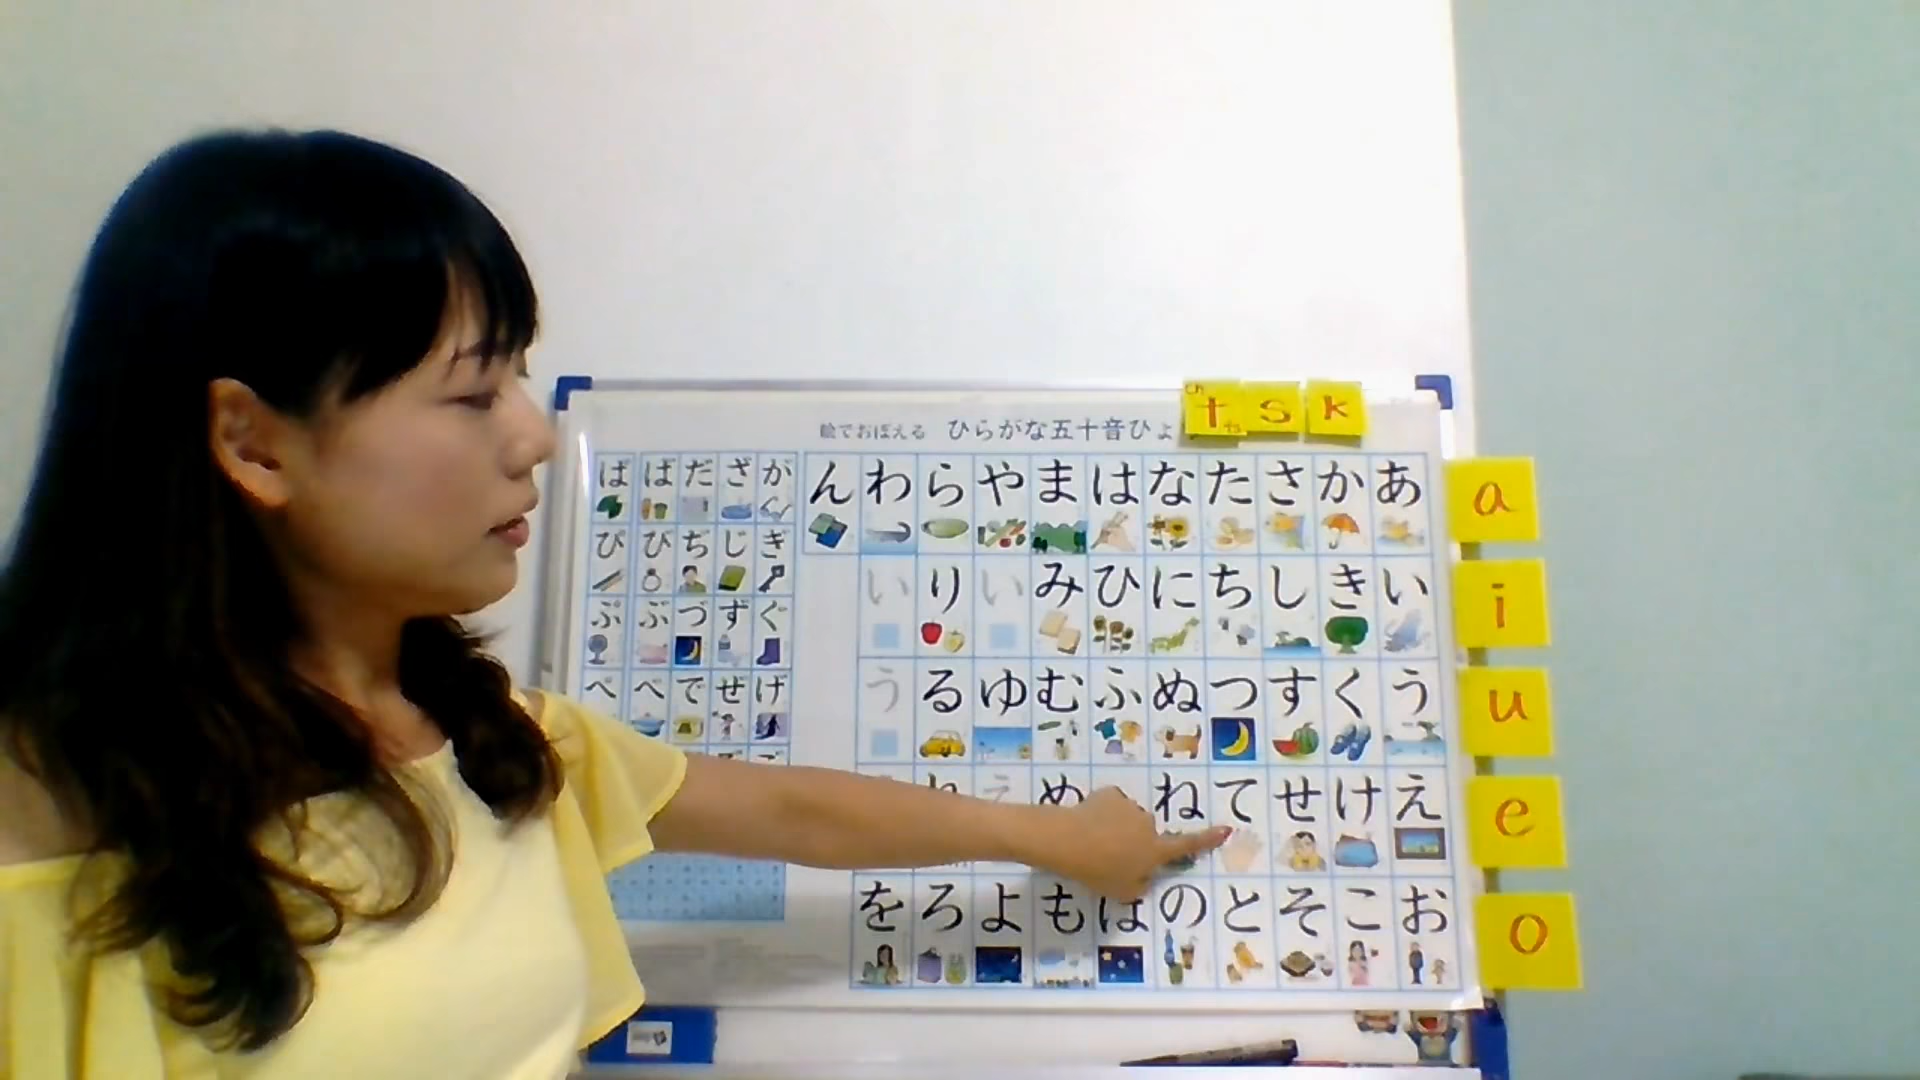 ch t ts s k
絵でおぼえる ひらがな五十音ひょ
ぱ ば だ ざ が ん わ ら や ま は な た さ か あ a
ぴ び ぢ じ ぎ い り い み ひ に ち し き い i
ぷ ぶ づ ず ぐ う る ゆ む ふ ぬ つ す く う u
ぺ べ で ぜ げ え め ね て せ け え e
を ろ よ も ほ の と そ こ お o